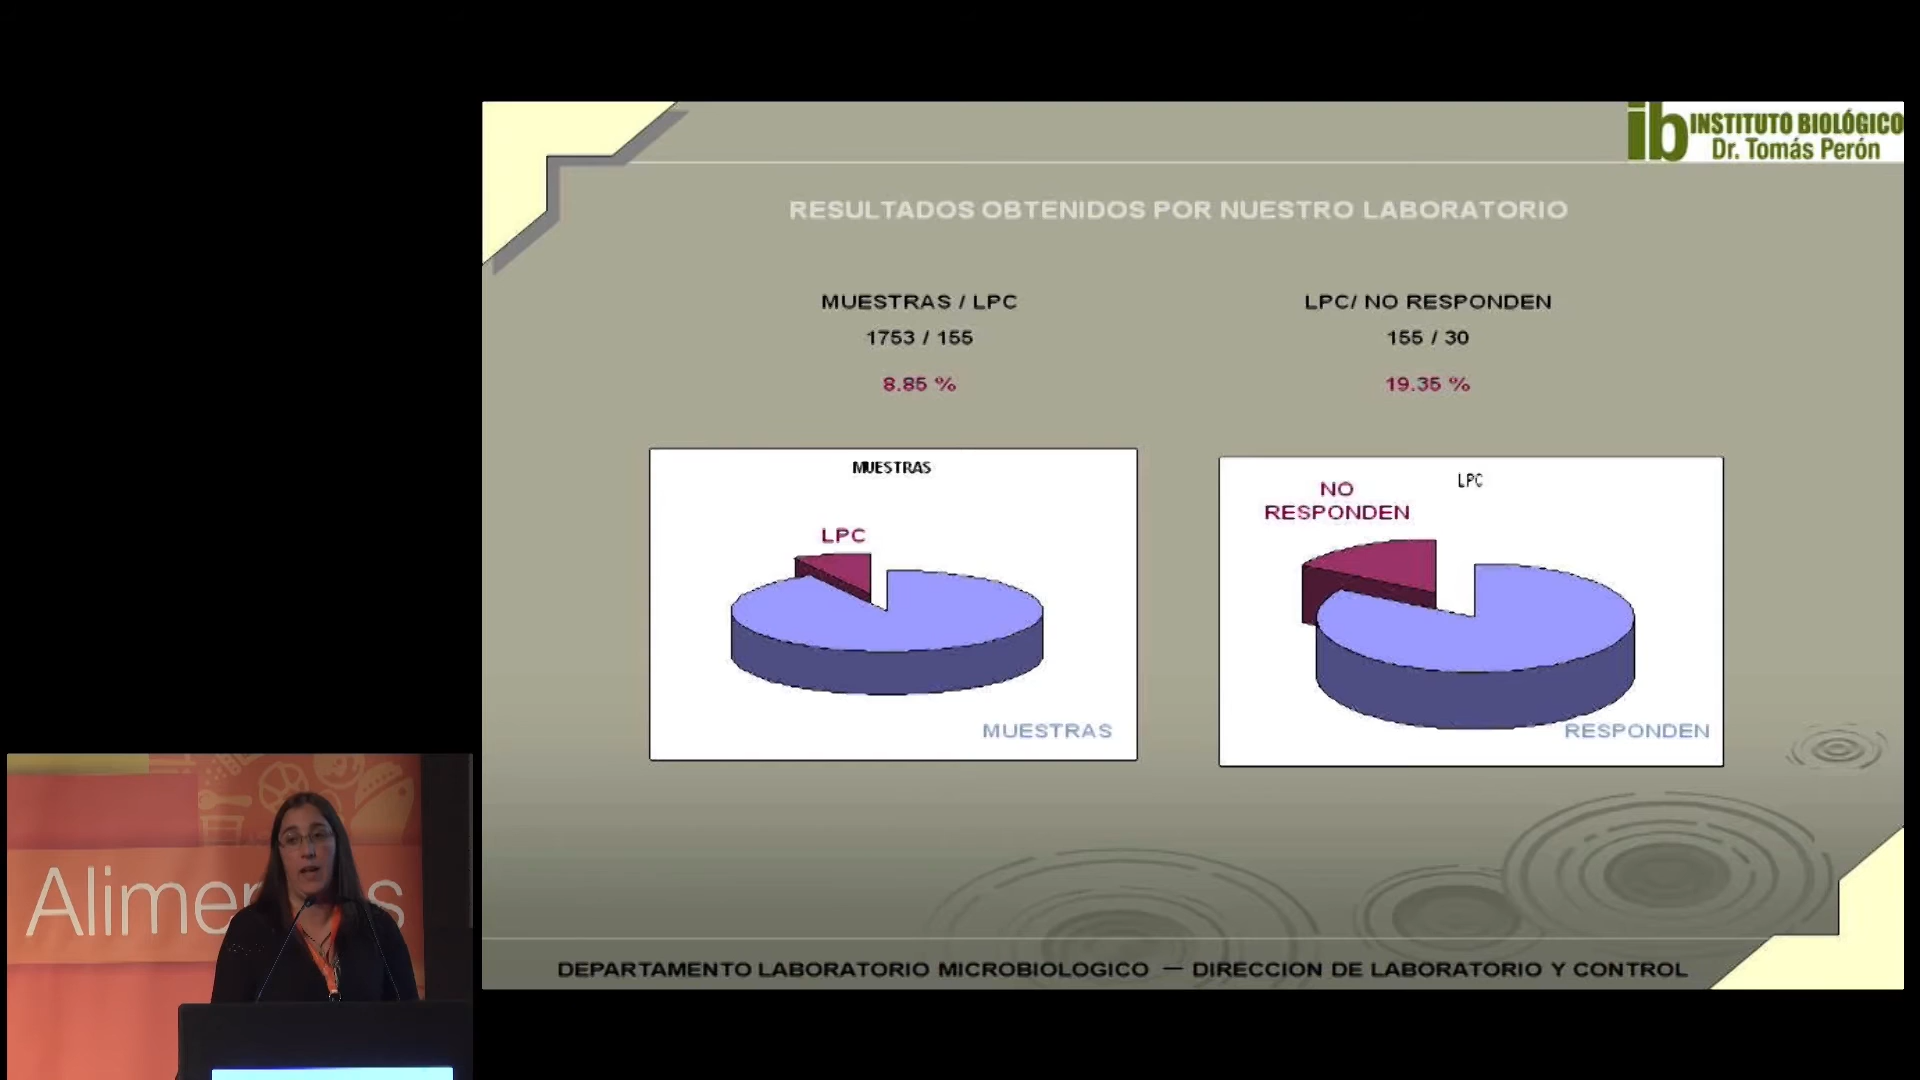 INSTITUTO BIOLÓGICO
Dr. Tomás Perón
RESULTADOS OBTENIDOS POR NUESTRO LABORATORIO
MUESTRAS / LPC
1753 / 155
8.85 %
LPC/ NO RESPONDEN
155 / 30
19.35 %
MUESTRAS
LPC
MUESTRAS
LPC
NO
RESPONDEN
RESPONDEN
DEPARTAMENTO LABORATORIO MICROBIOLOGICO — DIRECCION DE LABORATORIO Y CONTROL
ib